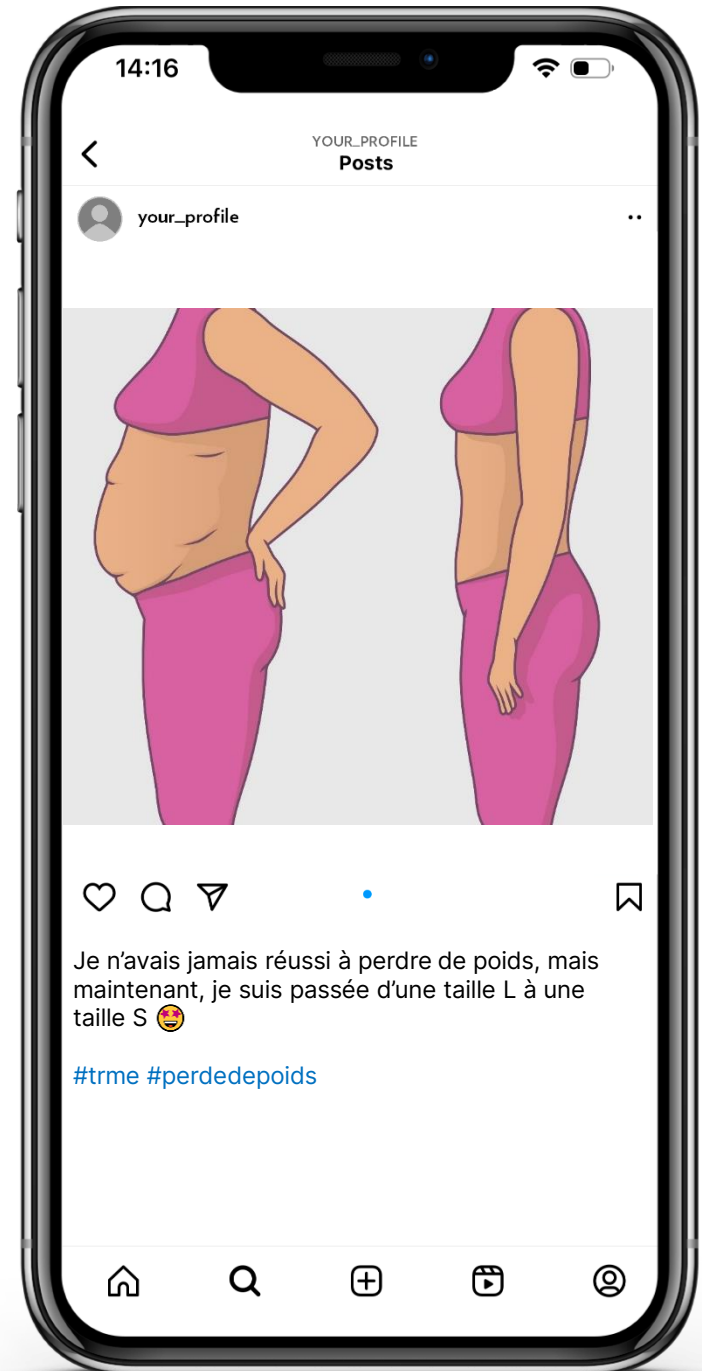 14:16
YOUR_PROFILE
Posts
your_profile
Je n’avais jamais réussi à perdre de poids, mais
maintenant, je suis passée d’une taille L à une
taille S 🤩
#trme #perdedepoids